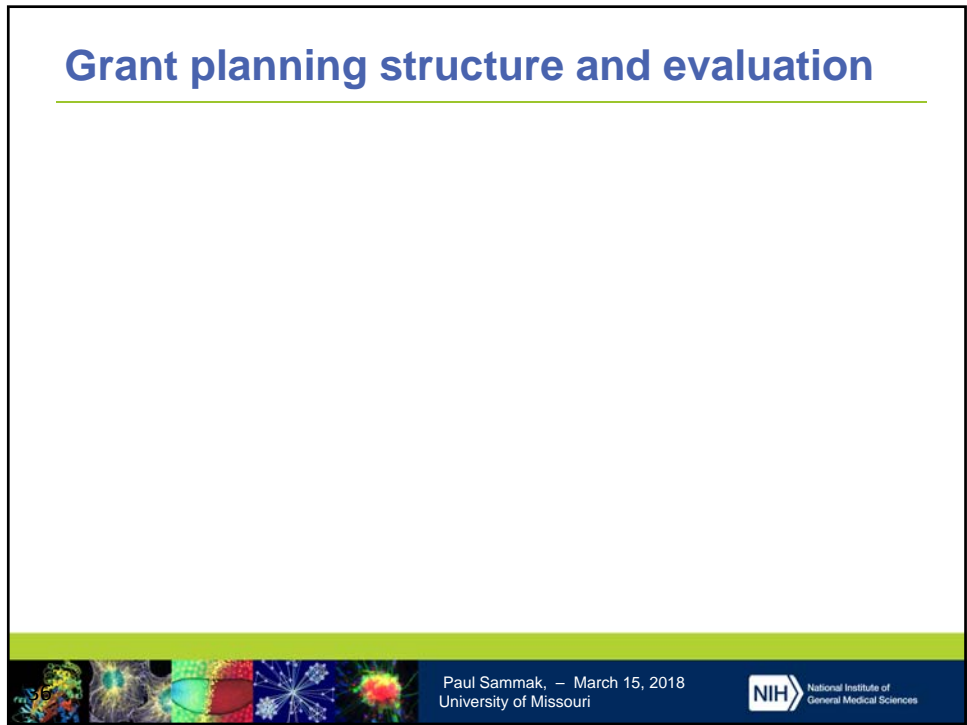 Grant planning structure and evaluation
36
Paul Sammak, – March 15, 2018
University of Missouri
NIH
National Institute of
General Medical Sciences